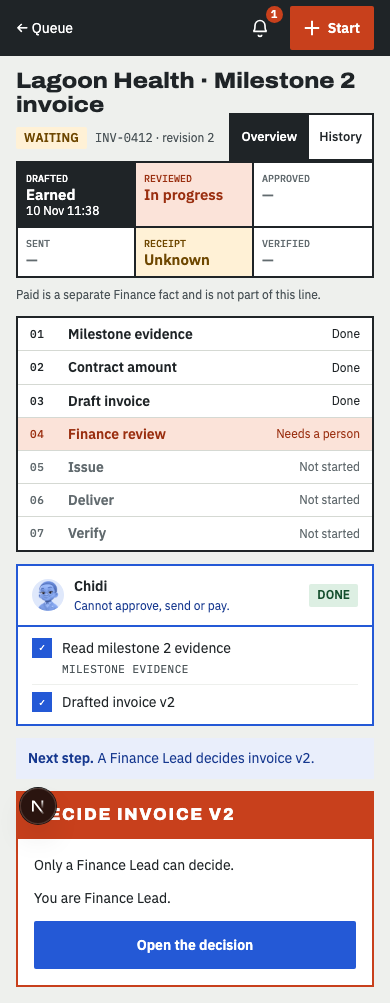 ← Queue
1
+ Start
Lagoon Health · Milestone 2
invoice
WAITING INV-0412 · revision 2
Overview History
DRAFTED
Earned
10 Nov 11:38
REVIEWED
In progress
APPROVED
—
SENT
—
RECEIPT
Unknown
VERIFIED
—
Paid is a separate Finance fact and is not part of this line.
01 Milestone evidence Done
02 Contract amount Done
03 Draft invoice Done
04 Finance review Needs a person
05 Issue Not started
06 Deliver Not started
07 Verify Not started
Chidi
Cannot approve, send or pay.
DONE
✓ Read milestone 2 evidence
MILESTONE EVIDENCE
✓ Drafted invoice v2
Next step. A Finance Lead decides invoice v2.
N
ECIDE INVOICE V2
Only a Finance Lead can decide.
You are Finance Lead.
Open the decision